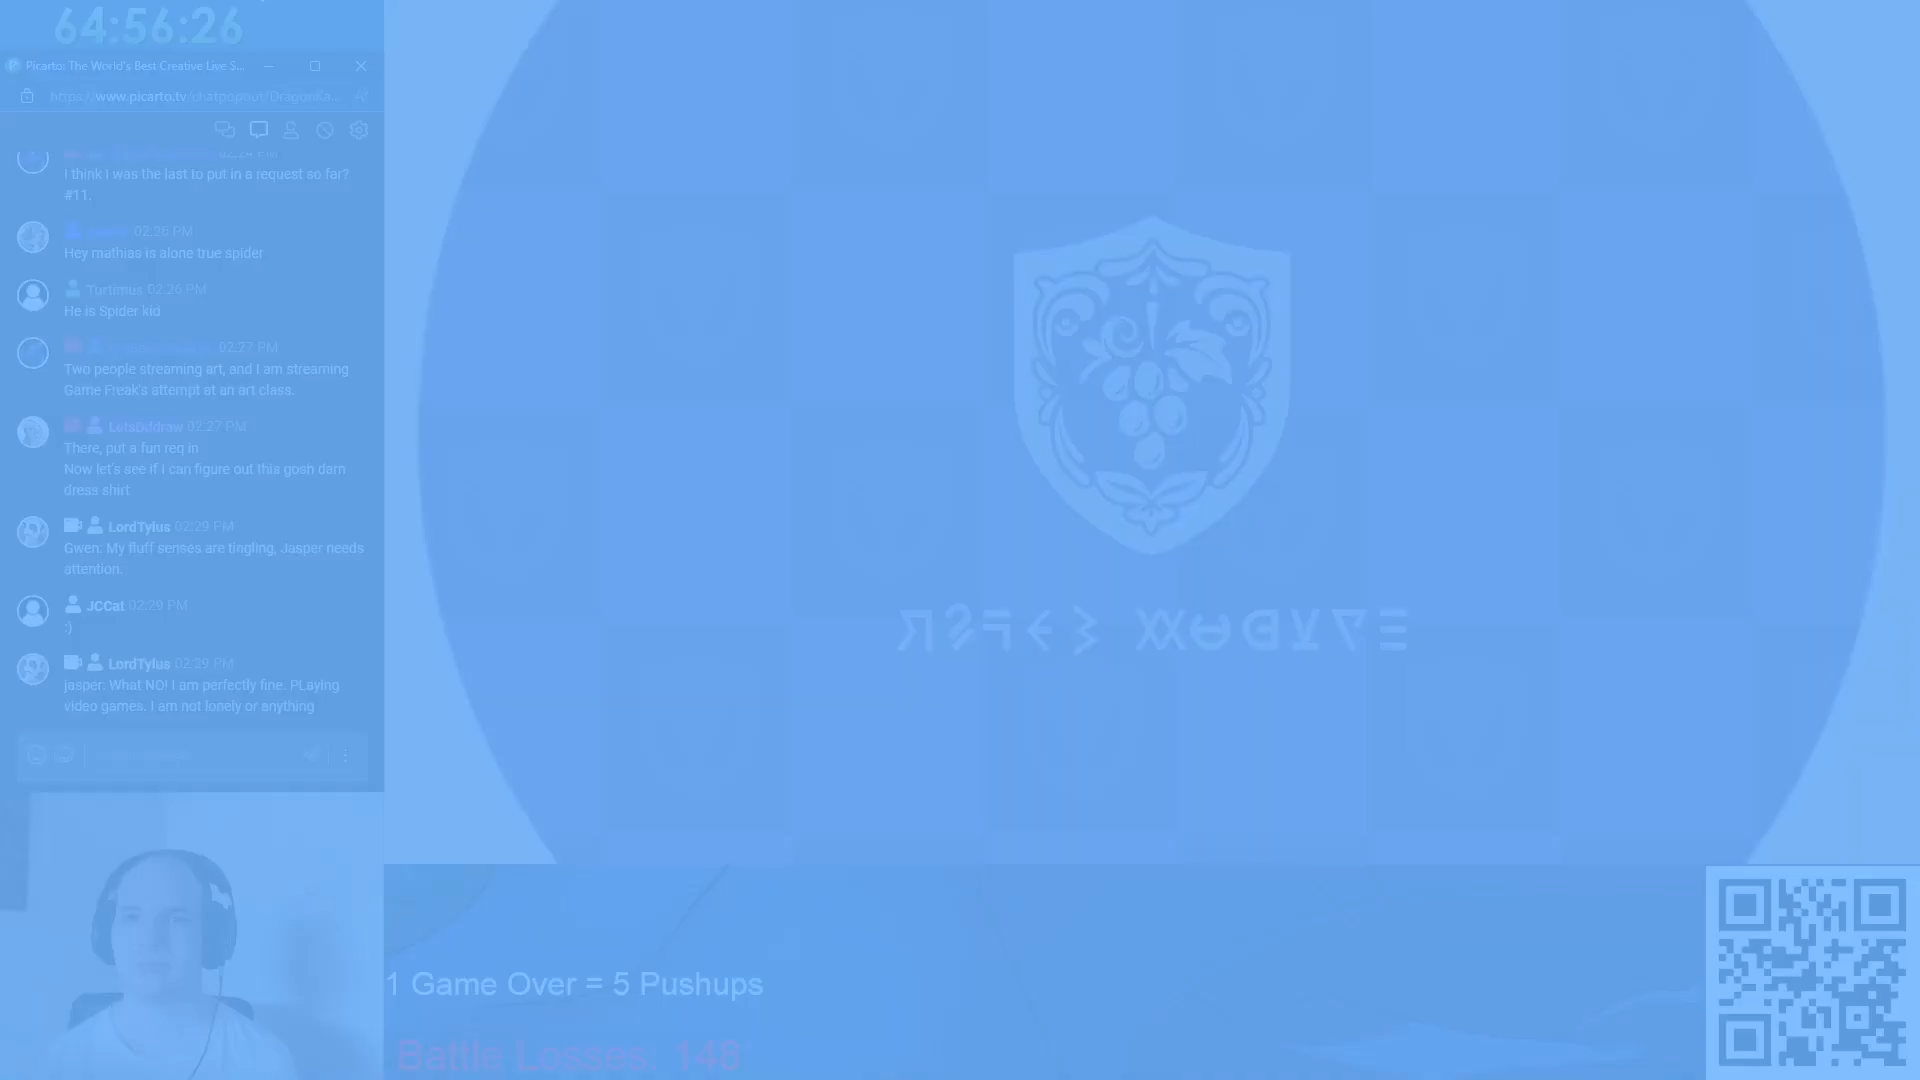 64:56:26
Picarto: The World's Best Creative Live S...
https://www.picarto.tv/chatpopout/DragonRa...
02:24 PM
I think I was the last to put in a request so far?
#11.
02:26 PM
Hey mathias is alone true spider
Turtimus 02:26 PM
He is Spider kid
02:27 PM
Two people streaming art, and I am streaming
Game Freak's attempt at an art class.
LetsDddraw 02:27 PM
There, put a fun req in
Now let's see if I can figure out this gosh darn
dress shirt
LordTylus 02:29 PM
Gwen: My fluff senses are tingling, Jasper needs
attention.
JCCat 02:29 PM
:)
LordTylus 02:29 PM
jasper: What NO! I am perfectly fine. PLaying
video games. I am not lonely or anything
1 Game Over = 5 Pushups
Battle Losses: 148